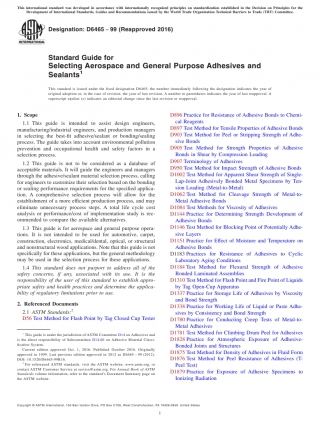 This international standard was developed in accordance with internationally recognized principles on standardization established in the Decision on Principles for the
Development of International Standards, Guides and Recommendations issued by the World Trade Organization Technical Barriers to Trade (TBT) Committee.
Designation: D6465 − 99 (Reapproved 2016)
INTERNATIONAL
Standard Guide for
Selecting Aerospace and General Purpose Adhesives and
Sealants1
This standard is issued under the fixed designation D6465; the number immediately following the designation indicates the year of
original adoption or, in the case of revision, the year of last revision. A number in parentheses indicates the year of last reapproval. A
superscript epsilon (ε) indicates an editorial change since the last revision or reapproval.
1. Scope
1.1 This guide is intended to assist design engineers,
manufacturing/industrial engineers, and production managers
in selecting the best-fit adhesive/sealant or bonding/sealing
process. The guide takes into account environmental pollution
prevention and occupational health and safety factors in a
selection process.
1.2 This guide is not to be considered as a database of
acceptable materials. It will guide the engineers and managers
through the adhesive/sealant material selection process, calling
for engineers to customize their selection based on the bonding
or sealing performance requirements for the specified applica-
tion. A comprehensive selection process will allow for the
establishment of a more efficient production process, and may
eliminate unnecessary process steps. A total life cycle cost
analysis or performance/cost of implementation study is rec-
ommended to compare the available alternatives.
1.3 This guide is for aerospace and general purpose opera-
tions. It is not intended to be used for automotive, carpet,
construction, electronics, medical/dental, optical, or structural
and nonstructural wood applications. Note that this guide is not
specifically for these applications, but the general methodology
may be used in the selection process for these applications.
1.4 This standard does not purport to address all of the
safety concerns, if any, associated with its use. It is the
responsibility of the user of this standard to establish appro-
priate safety and health practices and determine the applica-
bility of regulatory limitations prior to use.
2. Referenced Documents
2.1 ASTM Standards:2
D56 Test Method for Flash Point by Tag Closed Cup Tester
1 This guide is under the jurisdiction of ASTM Committee D14 on Adhesives and
is the direct responsibility of Subcommittee
Current edition approved Oct. 1, 2016. Published October 2016. Originally
approved in 1999. Last previous edition approved in 2012 as D6465 – 99 (2012).
DOI: 10.1520/D6465-99R16.
2 For referenced ASTM standards, visit the ASTM website, www.astm.org, or
contact ASTM Customer Service at service@astm.org. For Annual Book of ASTM
Standards volume information, refer to the standard's Document Summary page on
the ASTM website.
D896 Practice for Resistance of Adhesive Bonds to Chemi-
cal Reagents
D897 Test Method for Tensile Properties of Adhesive Bonds
D903 Test Method for Peel or Stripping Strength of Adhe-
sive Bonds
D905 Test Method for Strength Properties of Adhesive
Bonds in Shear by Compression Loading
D907 Terminology of Adhesives
D950 Test Method for Impact Strength of Adhesive Bonds
D1002 Test Method for Apparent Shear Strength of Single-
Lap-Joint Adhesively Bonded Metal Specimens by Ten-
sion Loading (Metal-to-Metal)
D1062 Test Method for Cleavage Strength of Metal-to-
Metal Adhesive Bonds
D1084 Test Methods for Viscosity of Adhesives
D1144 Practice for Determining Strength Development of
Adhesive Bonds
D1146 Test Method for Blocking Point of Potentially Adhe-
sive Layers
D1151 Practice for Effect of Moisture and Temperature on
Adhesive Bonds
D1183 Practices for Resistance of Adhesives to Cyclic
Laboratory Aging Conditions
D1184 Test Method for Flexural Strength of Adhesive
Bonded Laminated Assemblies
D1310 Test Method for Flash Point and Fire Point of Liquids
by Tag Open-Cup Apparatus
D1337 Practice for Storage Life of Adhesives by Viscosity
and Bond Strength
D1338 Practice for Working Life of Liquid or Paste Adhe-
sives by Consistency and Bond Strength
D1780 Practice for Conducting Creep Tests of Metal-to-
Metal Adhesives
D1781 Test Method for Climbing Drum Peel for Adhesives
D1828 Practice for Atmospheric Exposure of Adhesive-
Bonded Joints and Structures
D1875 Test Method for Density of Adhesives in Fluid Form
D1876 Test Method for Peel Resistance of Adhesives (T-
Peel Test)
D1879 Practice for Exposure of Adhesive Specimens to
Ionizing Radiation
Copyright © ASTM International, 100 Barr Harbor Drive, PO Box C700, West Conshohocken, PA 19428-2959. United States
1